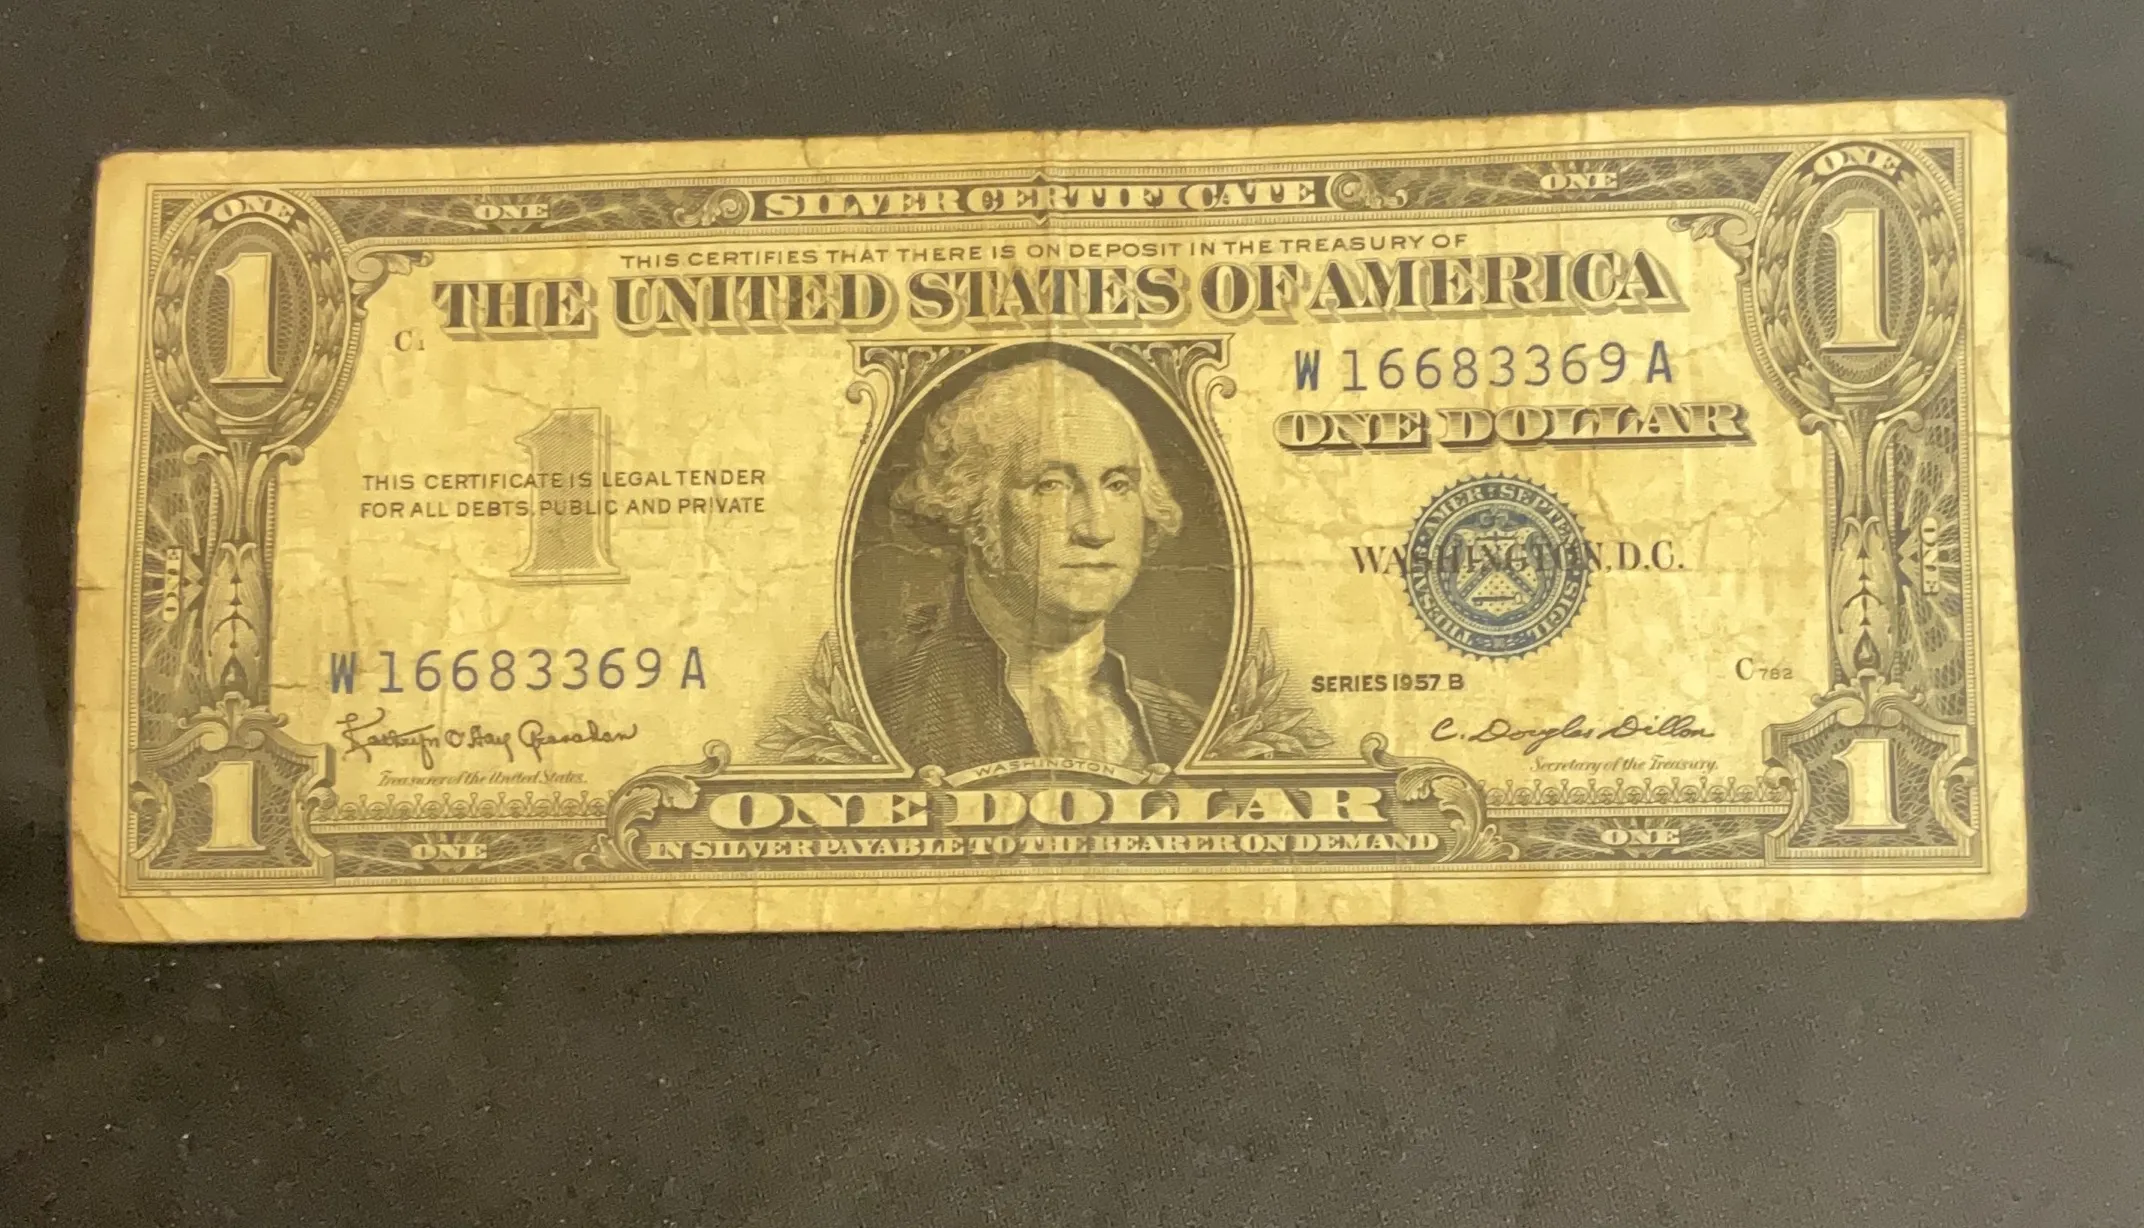 SILVER CERTIFICATE
ONE ONE ONE ONE
1 1
THIS CERTIFIES THAT THERE IS ON DEPOSIT IN THE TREASURY OF
THE UNITED STATES OF AMERICA
C1
W 16683369 A
ONE DOLLAR
1
THIS CERTIFICATE IS LEGAL TENDER
FOR ALL DEBTS, PUBLIC AND PRIVATE
WASHINGTON, D.C.
ONE ONE
W 16683369 A
SERIES 1957 B
C782
Kathryn O'Hay Granahan
Treasurer of the United States.
C. Douglas Dillon
Secretary of the Treasury.
WASHINGTON
1 1
ONE DOLLAR
ONE ONE
IN SILVER PAYABLE TO THE BEARER ON DEMAND